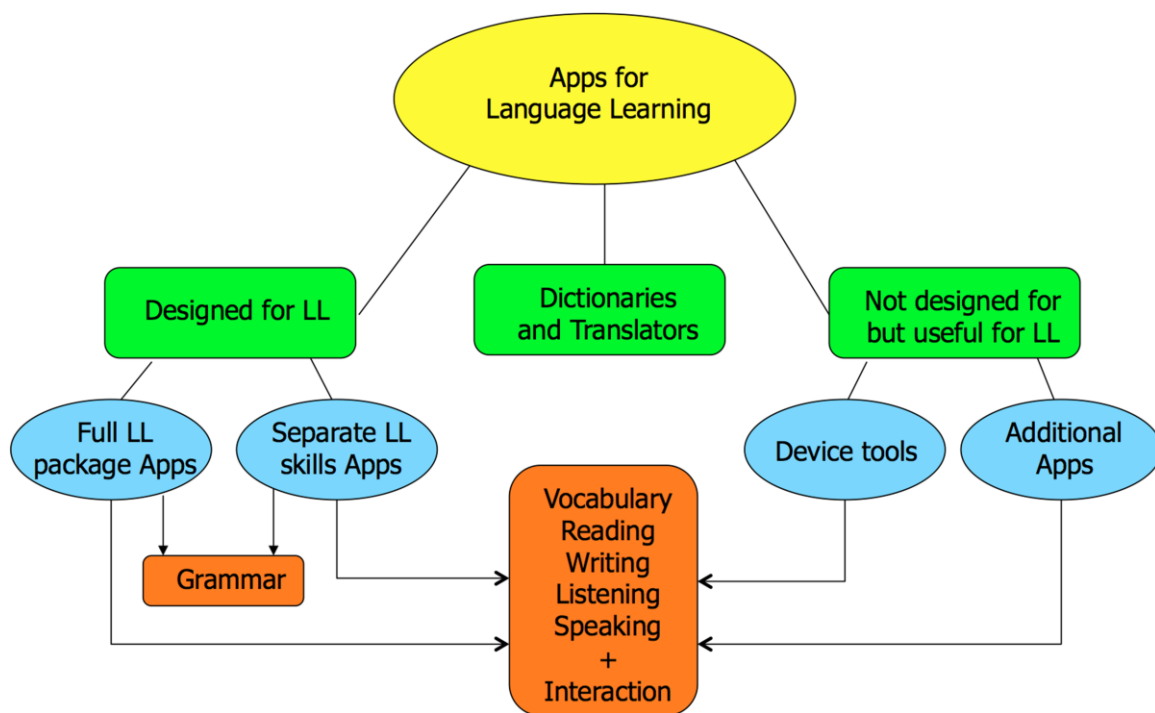 Apps for
Language Learning
Designed for LL
Dictionaries
and Translators
Not designed for
but useful for LL
Full LL
package Apps
Separate LL
skills Apps
Device tools
Additional
Apps
Grammar
Vocabulary
Reading
Writing
Listening
Speaking
+
Interaction